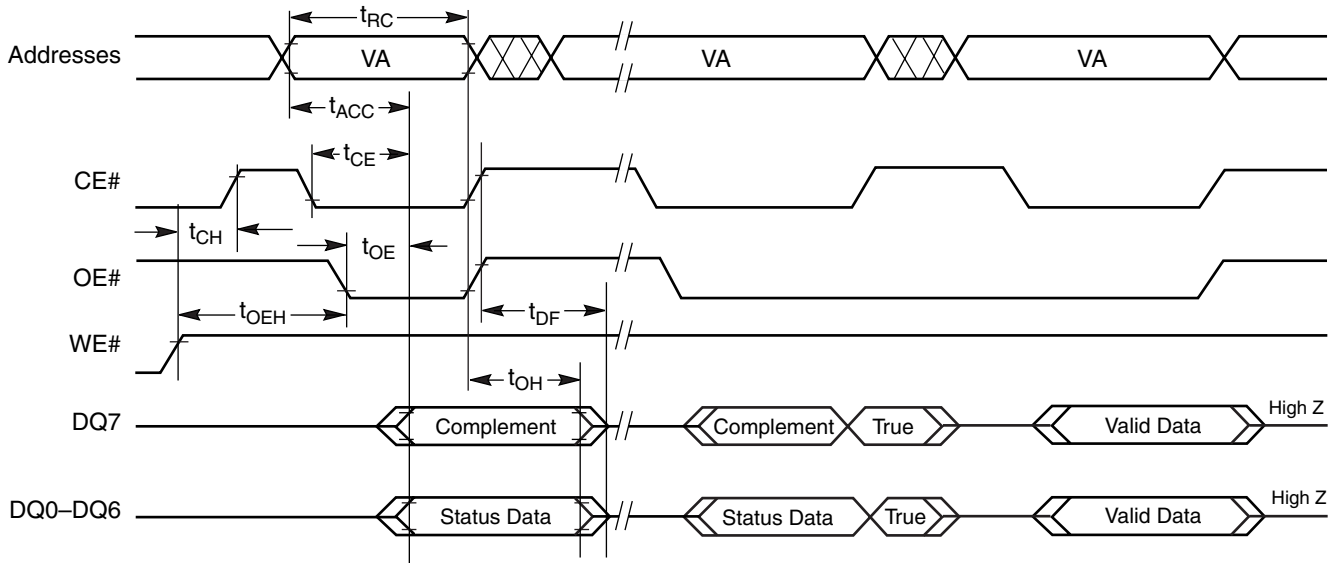 tRC
Addresses VA VA VA
tACC
tCE
CE#
tCH tOE
OE#
tOEH tDF
WE#
tOH
DQ7 Complement Complement True Valid Data High Z
DQ0–DQ6 Status Data Status Data True Valid Data High Z